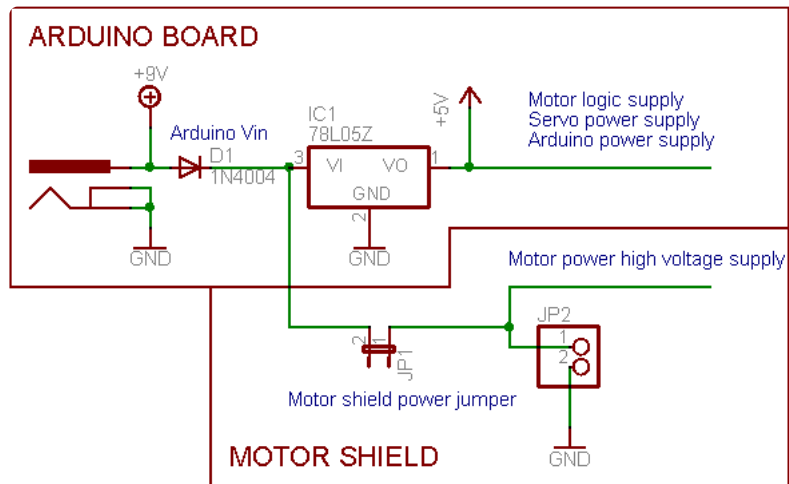 ARDUINO BOARD
+9V
Arduino Vin
D1
1N4004
IC1
78L05Z
3
VI
VO
1
GND
2
+5V
Motor logic supply
Servo power supply
Arduino power supply
GND
GND
Motor power high voltage supply
2
1
JP1
JP2
1
2
Motor shield power jumper
GND
MOTOR SHIELD